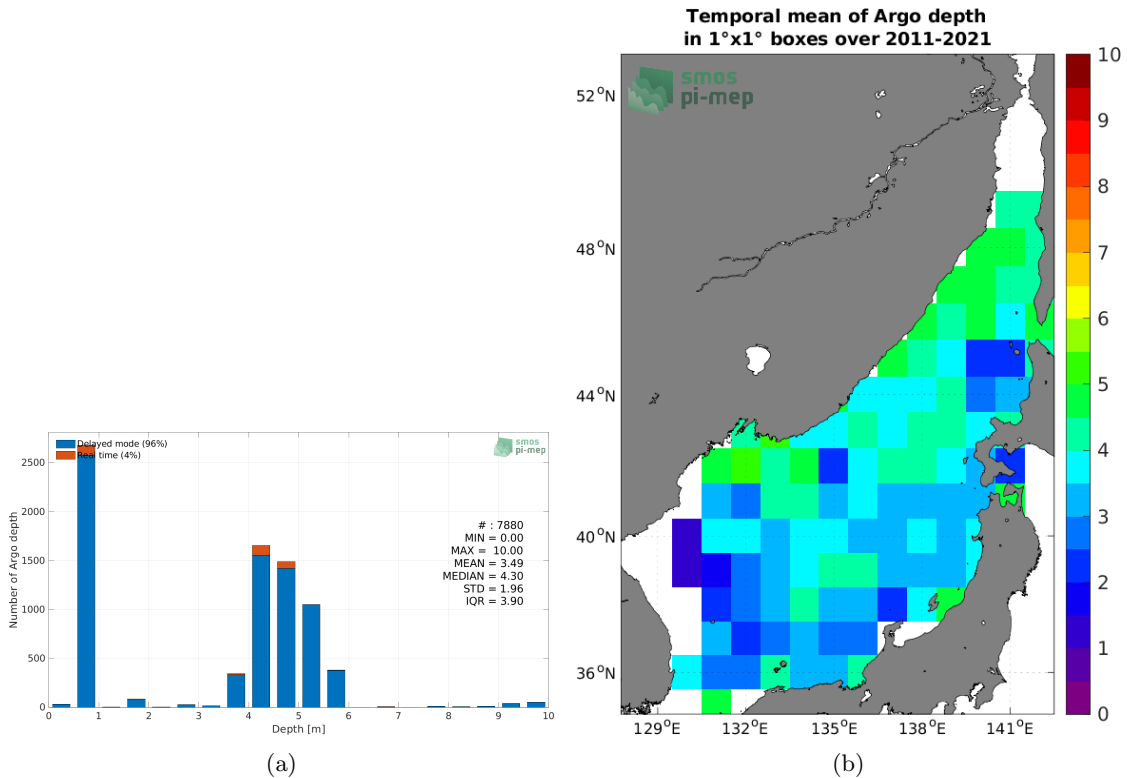 Temporal mean of Argo depth
in 1°x1° boxes over 2011-2021
smos
pi-mep
52°N
48°N
44°N
40°N
36°N
129°E
132°E
135°E
138°E
141°E
10
9
8
7
6
5
4
3
2
1
0
(b)
Delayed mode (96%)
Real time (4%)
smos
pi-mep
# : 7880
MIN = 0.00
MAX = 10.00
MEAN = 3.49
MEDIAN = 4.30
STD = 1.96
IQR = 3.90
Number of Argo depth
2500
2000
1500
1000
500
0
0
1
2
3
4
5
6
7
8
9
10
Depth [m]
(a)